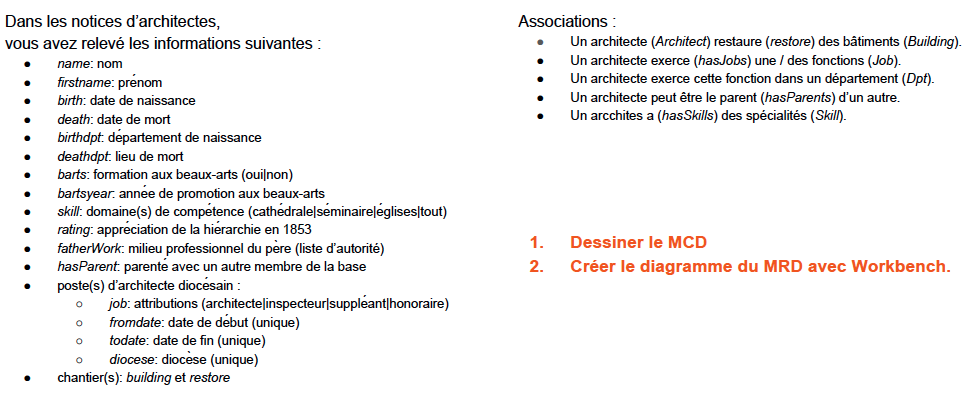 Dans les notices d’architectes,
vous avez relevé les informations suivantes :
● name: nom
● firstname: prénom
● birth: date de naissance
● death: date de mort
● birthdpt: département de naissance
● deathdpt: lieu de mort
● barts: formation aux beaux-arts (oui|non)
● bartsyear: année de promotion aux beaux-arts
● skill: domaine(s) de compétence (cathédrale|séminaire|églises|tout)
● rating: appréciation de la hiérarchie en 1853
● fatherWork: milieu professionnel du père (liste d’autorité)
● hasParent: parenté avec un autre membre de la base
● poste(s) d’architecte diocésain :
○ job: attributions (architecte|inspecteur|suppléant|honoraire)
○ fromdate: date de début (unique)
○ todate: date de fin (unique)
○ diocese: diocèse (unique)
● chantier(s): building et restore
Associations :
● Un architecte (Architect) restaure (restore) des bâtiments (Building).
● Un architecte exerce (hasJobs) une / des fonctions (Job).
● Un architecte exerce cette fonction dans un département (Dpt).
● Un architecte peut être le parent (hasParents) d’un autre.
● Un arcchites a (hasSkills) des spécialités (Skill).
1. Dessiner le MCD
2. Créer le diagramme du MRD avec Workbench.